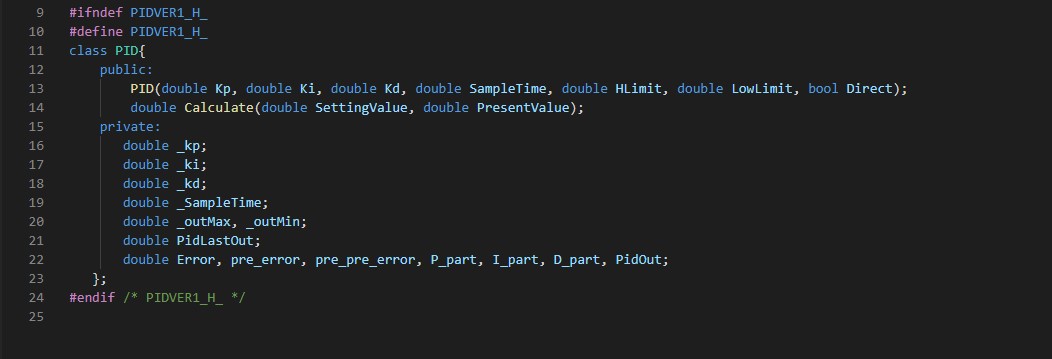 9 #ifndef PIDVER1_H_
10 #define PIDVER1_H_
11 class PID{
12 public:
13 PID(double Kp, double Ki, double Kd, double SampleTime, double HLimit, double LowLimit, bool Direct);
14 double Calculate(double SettingValue, double PresentValue);
15 private:
16 double _kp;
17 double _ki;
18 double _kd;
19 double _SampleTime;
20 double _outMax, _outMin;
21 double PidLastOut;
22 double Error, pre_error, pre_pre_error, P_part, I_part, D_part, PidOut;
23 };
24 #endif /* PIDVER1_H_ */
25